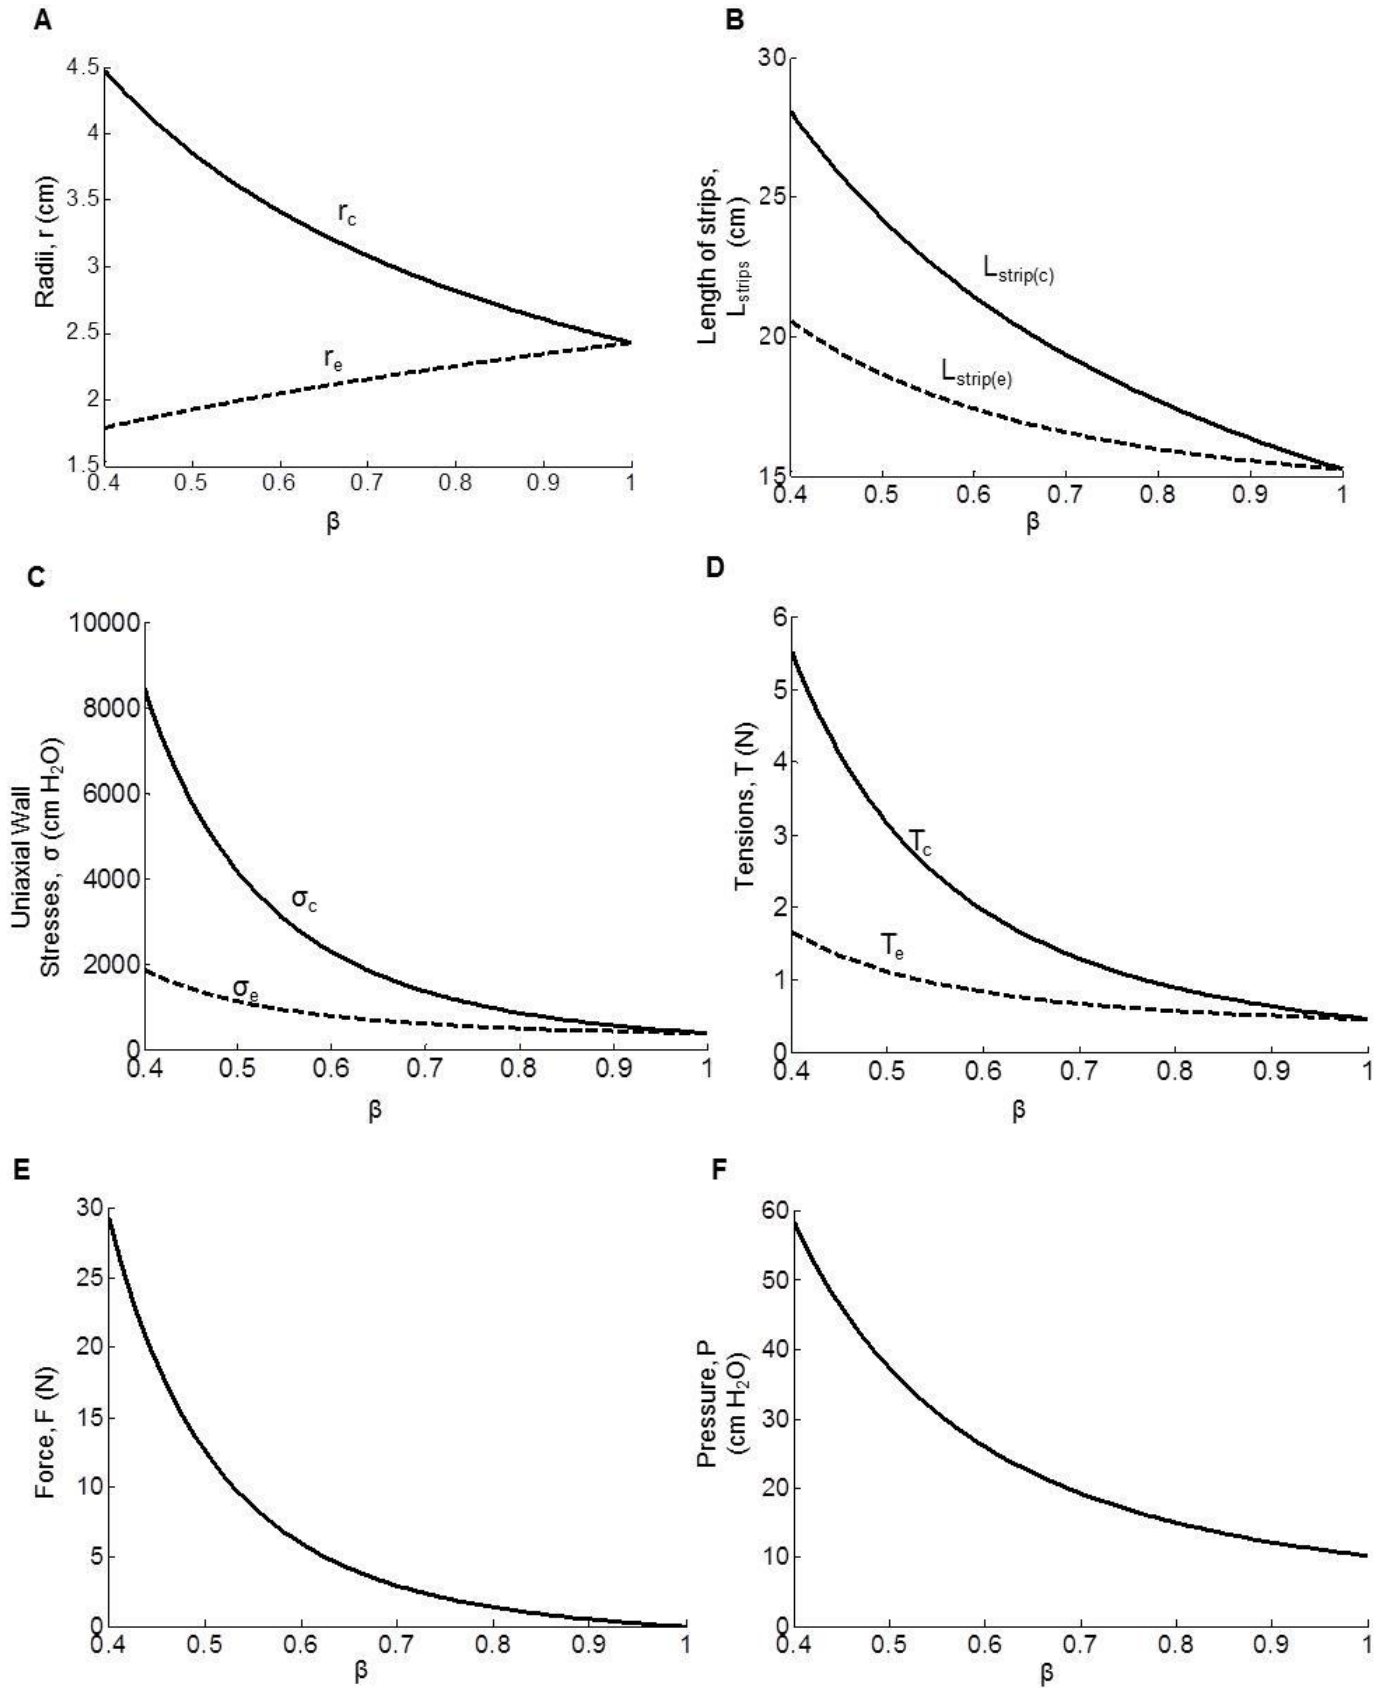 A
4.5
4
3.5
3
2.5
2
1.5
Radii, r (cm)
r_c
r_e
0.4 0.5 0.6 0.7 0.8 0.9 1
β
B
30
25
20
15
Length of strips,
L_strips (cm)
L_strip(c)
L_strip(e)
0.4 0.5 0.6 0.7 0.8 0.9 1
β
C
10000
8000
6000
4000
2000
0
Uniaxial Wall
Stresses, σ (cm H₂O)
σ_c
σ_e
0.4 0.5 0.6 0.7 0.8 0.9 1
β
D
6
5
4
3
2
1
0
Tensions, T (N)
T_c
T_e
0.4 0.5 0.6 0.7 0.8 0.9 1
β
E
30
25
20
15
10
5
0
Force, F (N)
0.4 0.5 0.6 0.7 0.8 0.9 1
β
F
60
50
40
30
20
10
0
Pressure, P
(cm H₂O)
0.4 0.5 0.6 0.7 0.8 0.9 1
β